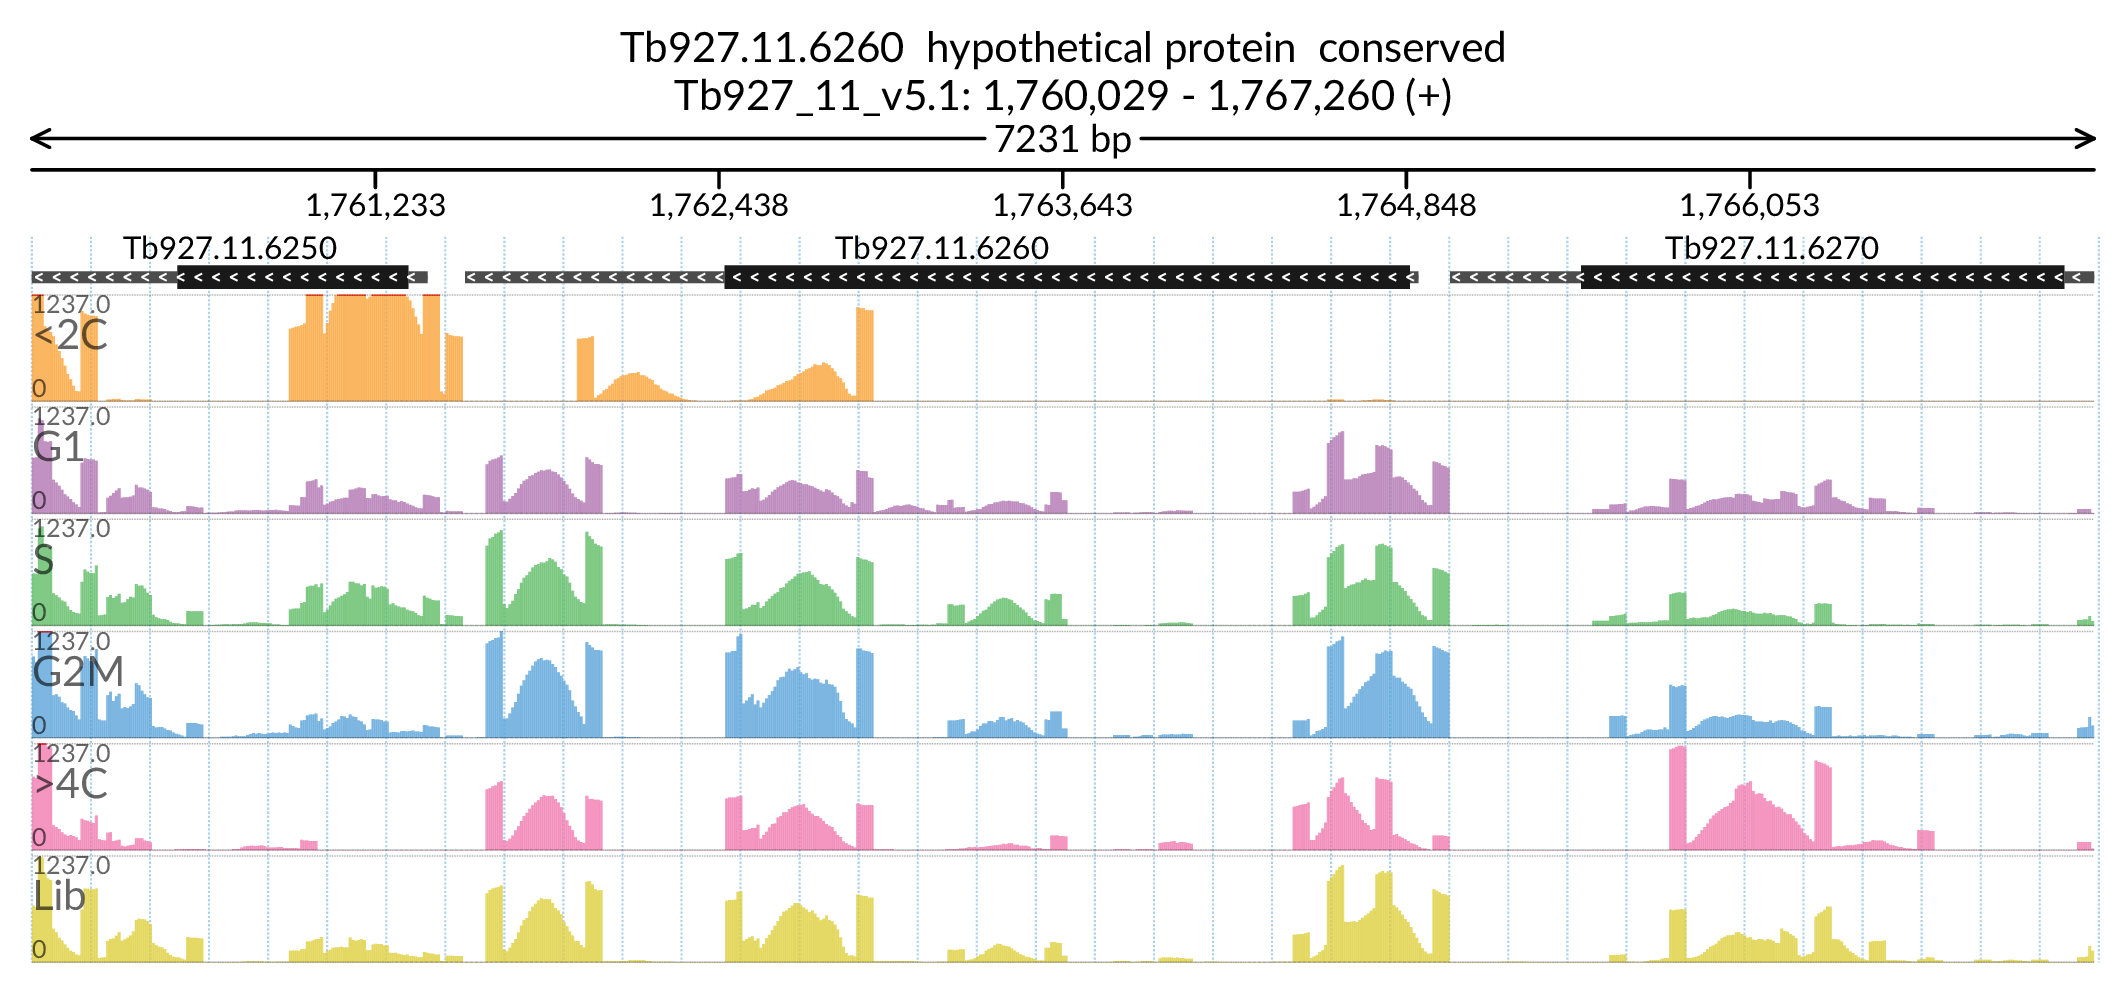 Tb927.11.6260 hypothetical protein conserved
Tb927_11_v5.1: 1,760,029 - 1,767,260 (+)
7231 bp
1,761,233 1,762,438 1,763,643 1,764,848 1,766,053
Tb927.11.6250 Tb927.11.6260 Tb927.11.6270
1237.0
<2C
0
1237.0
G1
0
1237.0
S
0
1237.0
G2M
0
1237.0
>4C
0
1237.0
Lib
0